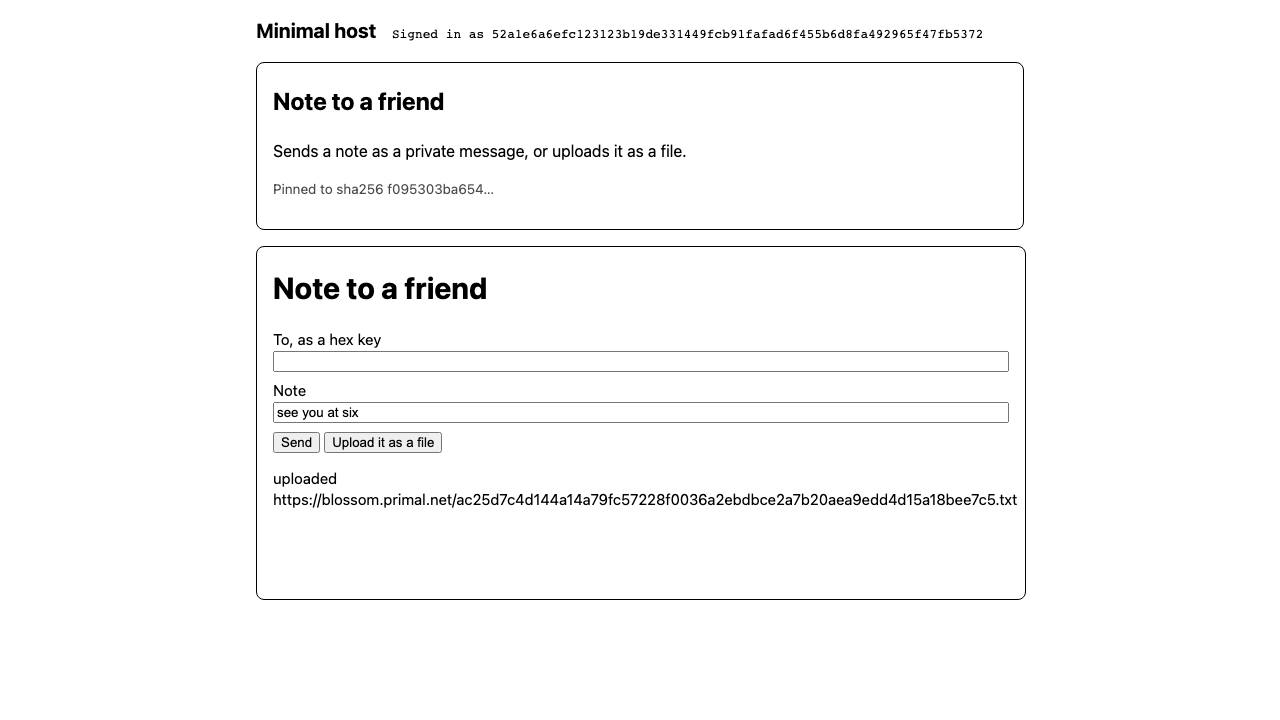 Minimal host Signed in as 52a1e6a6efc123123b19de331449fcb91fafad6f455b6d8fa492965f47fb5372
Note to a friend
Sends a note as a private message, or uploads it as a file.
Pinned to sha256 f095303ba654…
Note to a friend
To, as a hex key
Note
see you at six
Send Upload it as a file
uploaded
https://blossom.primal.net/ac25d7c4d144a14a79fc57228f0036a2ebdbce2a7b20aea9edd4d15a18bee7c5.txt